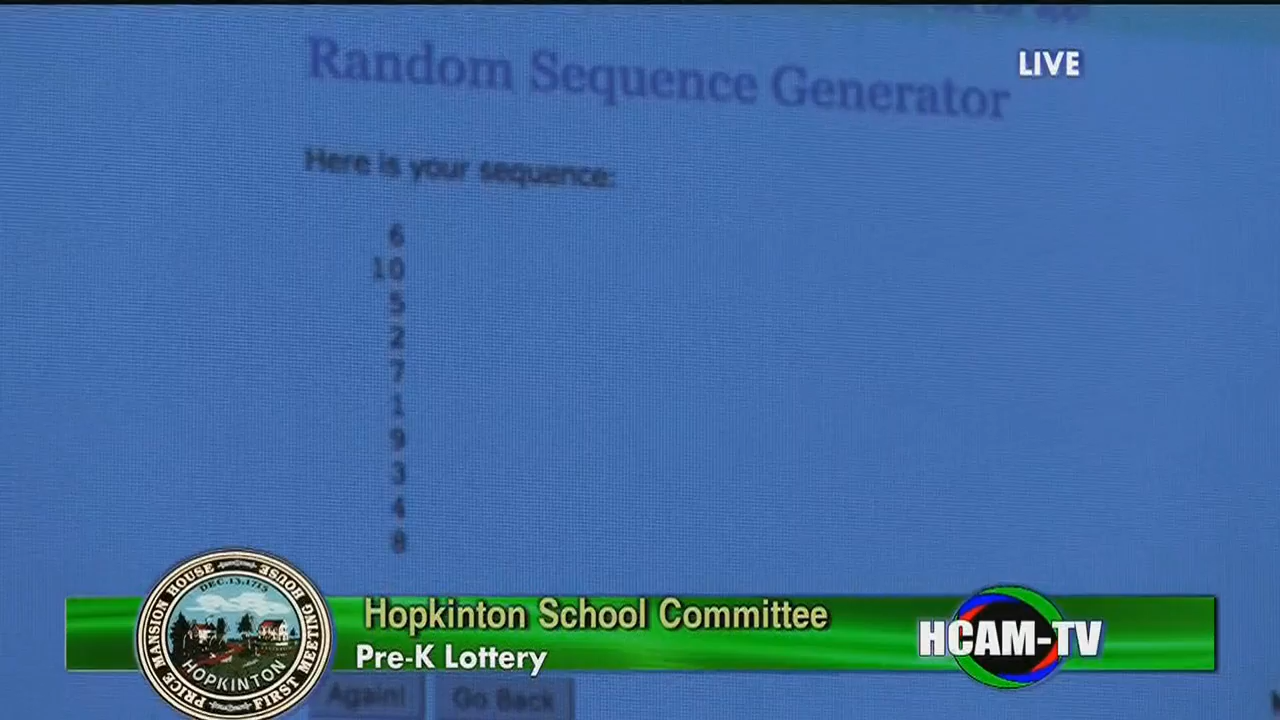 LIVE
Random Sequence Generator
Here is your sequence:
6
10
5
2
7
1
9
3
4
8
Hopkinton School Committee
Pre-K Lottery
HCAM-TV
PRICE MANSION HOUSE
FIRST MEETING HOUSE
DEC.13.1715
HOPKINTON
Again!
Go Back